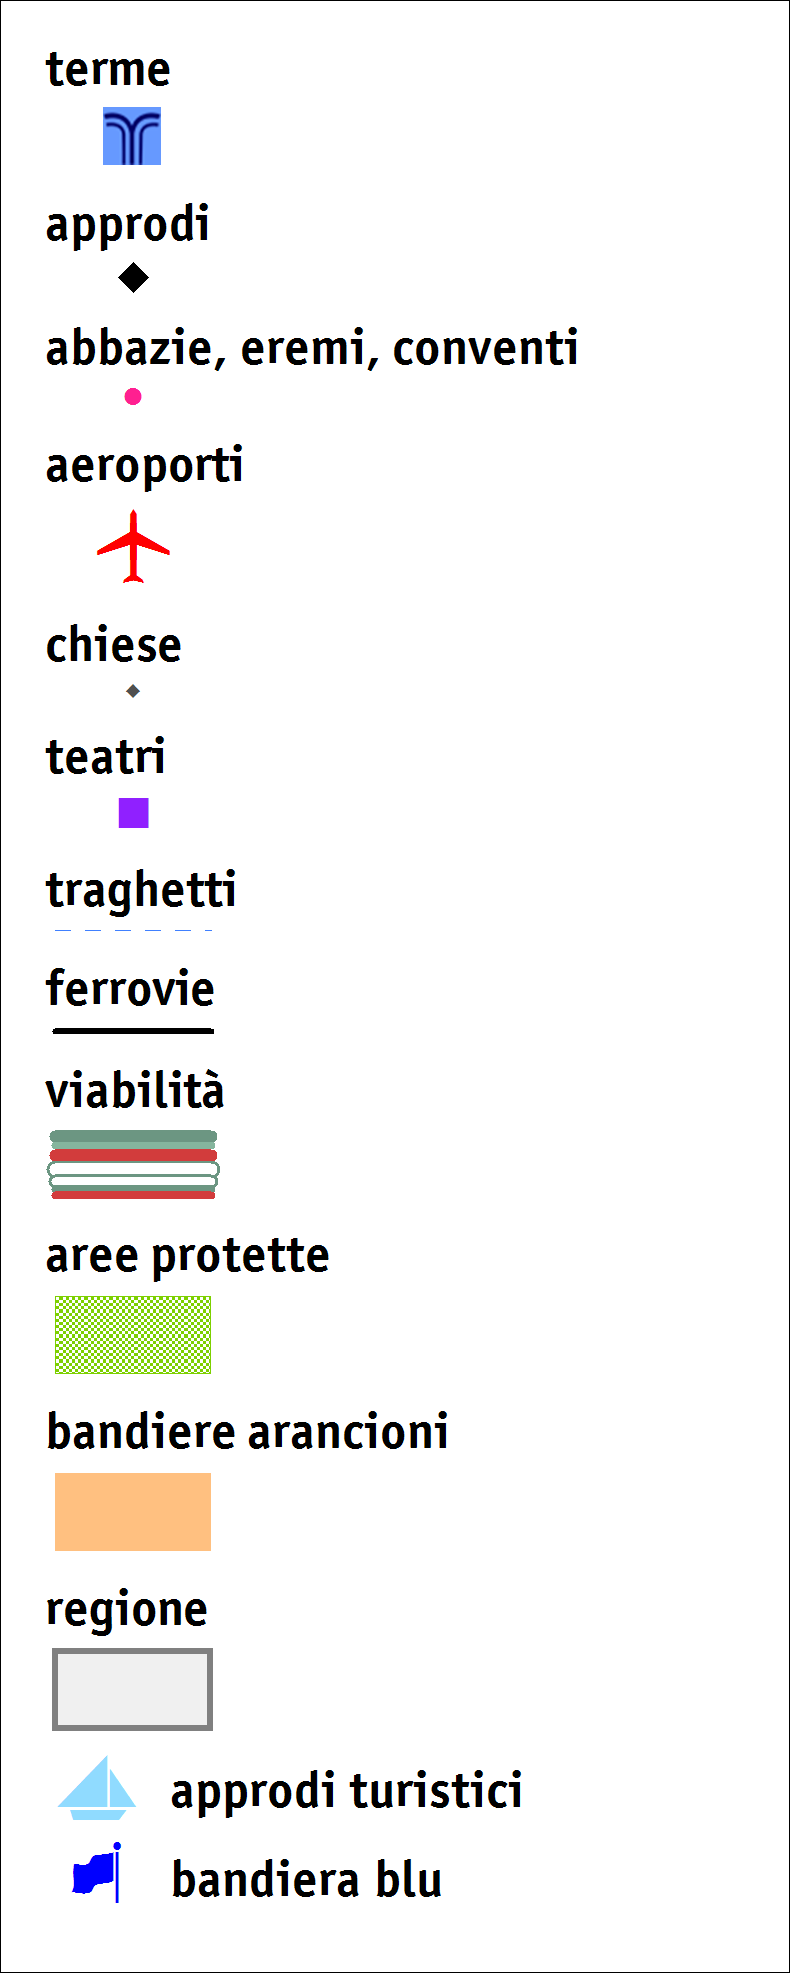 terme
approdi
abbazie, eremi, conventi
aeroporti
chiese
teatri
traghetti
ferrovie
viabilità
aree protette
bandiere arancioni
regione
approdi turistici
bandiera blu